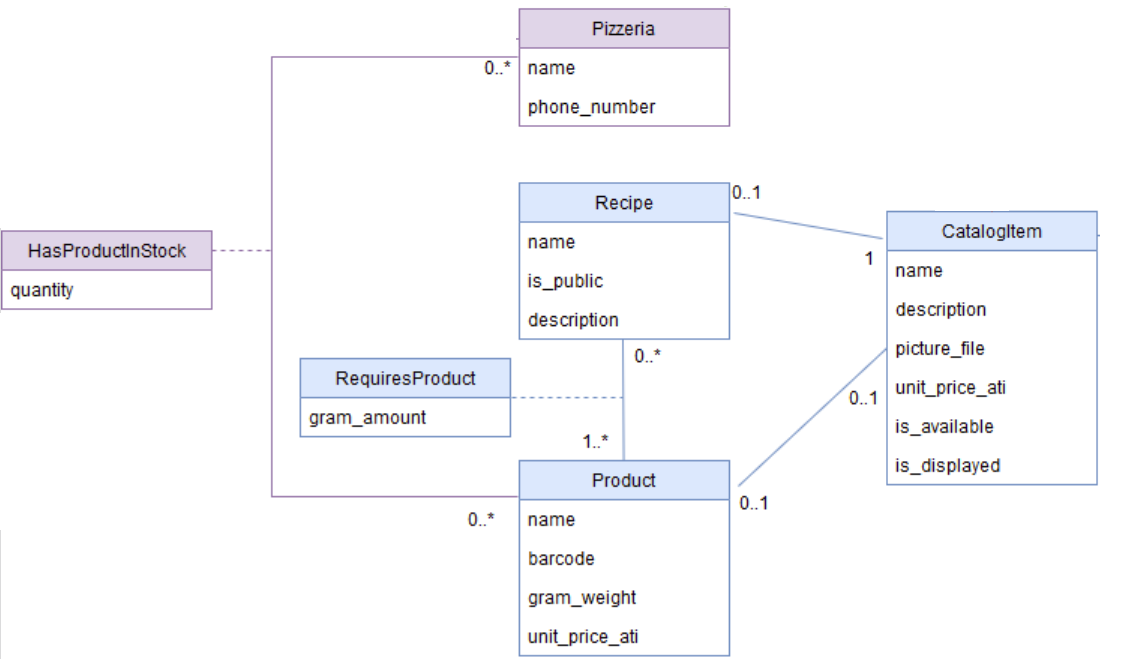 Pizzeria
0..*
name
phone_number
Recipe
0..1
name
is_public
description
CatalogItem
1
name
description
picture_file
unit_price_ati
is_available
is_displayed
HasProductInStock
quantity
0..*
RequiresProduct
gram_amount
0..1
1..*
Product
0..1
0..*
name
barcode
gram_weight
unit_price_ati